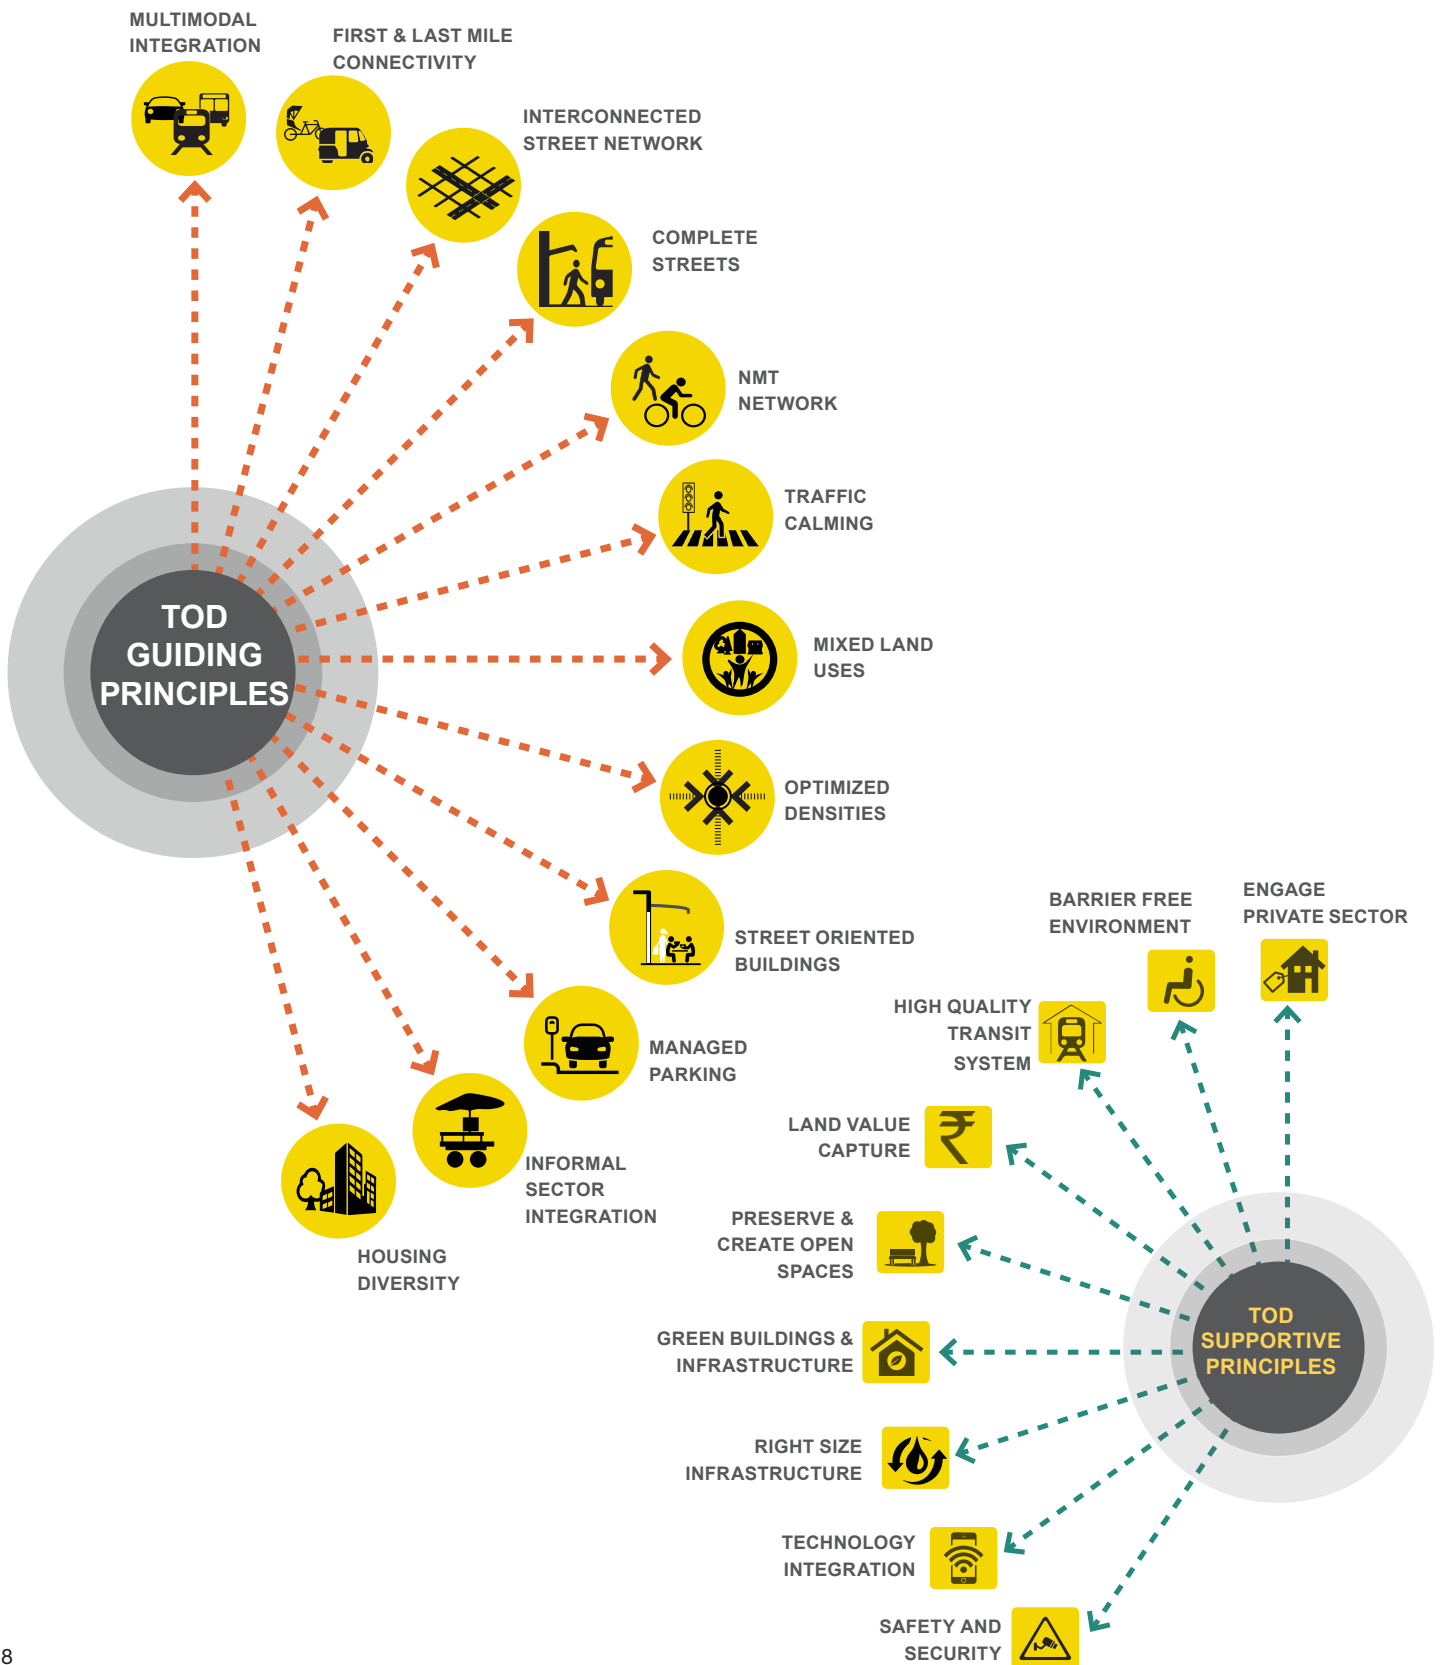 MULTIMODAL
INTEGRATION
FIRST & LAST MILE
CONNECTIVITY
INTERCONNECTED
STREET NETWORK
COMPLETE
STREETS
NMT
NETWORK
TRAFFIC
CALMING
TOD
GUIDING
PRINCIPLES
MIXED LAND
USES
OPTIMIZED
DENSITIES
STREET ORIENTED
BUILDINGS
MANAGED
PARKING
INFORMAL
SECTOR
INTEGRATION
HOUSING
DIVERSITY
ENGAGE
PRIVATE SECTOR
BARRIER FREE
ENVIRONMENT
HIGH QUALITY
TRANSIT
SYSTEM
LAND VALUE
CAPTURE
₹
PRESERVE &
CREATE OPEN
SPACES
GREEN BUILDINGS &
INFRASTRUCTURE
TOD
SUPPORTIVE
PRINCIPLES
RIGHT SIZE
INFRASTRUCTURE
TECHNOLOGY
INTEGRATION
SAFETY AND
SECURITY
8